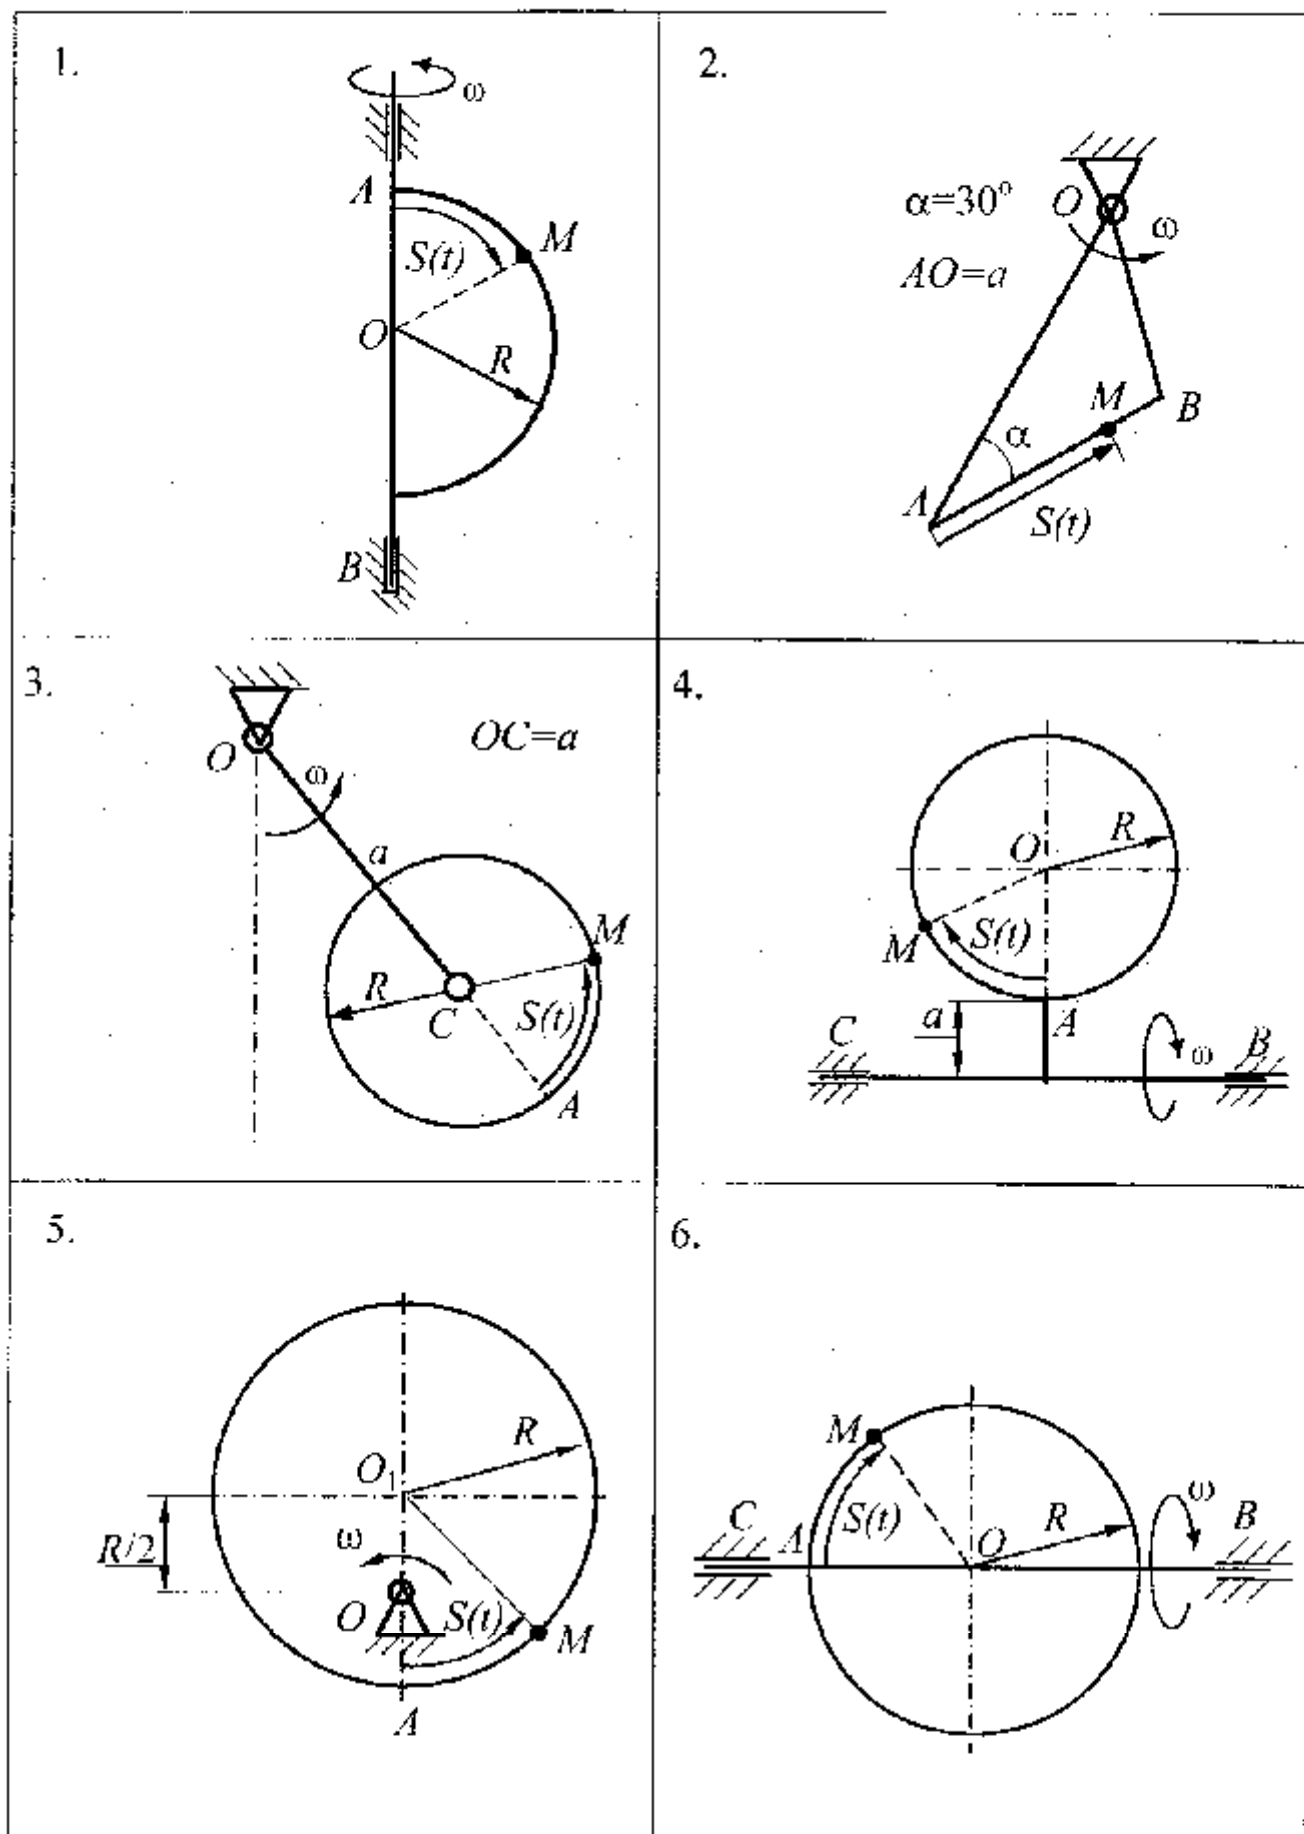 1.
ω
A
M
S(t)
O
R
B
2.
α=30°
O
ω
AO=a
M
B
α
A
S(t)
3.
OC=a
O
ω
a
M
R
S(t)
C
A
4.
R
O
M
S(t)
a
A
C
ω
B
5.
R
O₁
R/2
ω
O
S(t)
M
A
6.
M
ω
S(t)
R
B
C
A
O